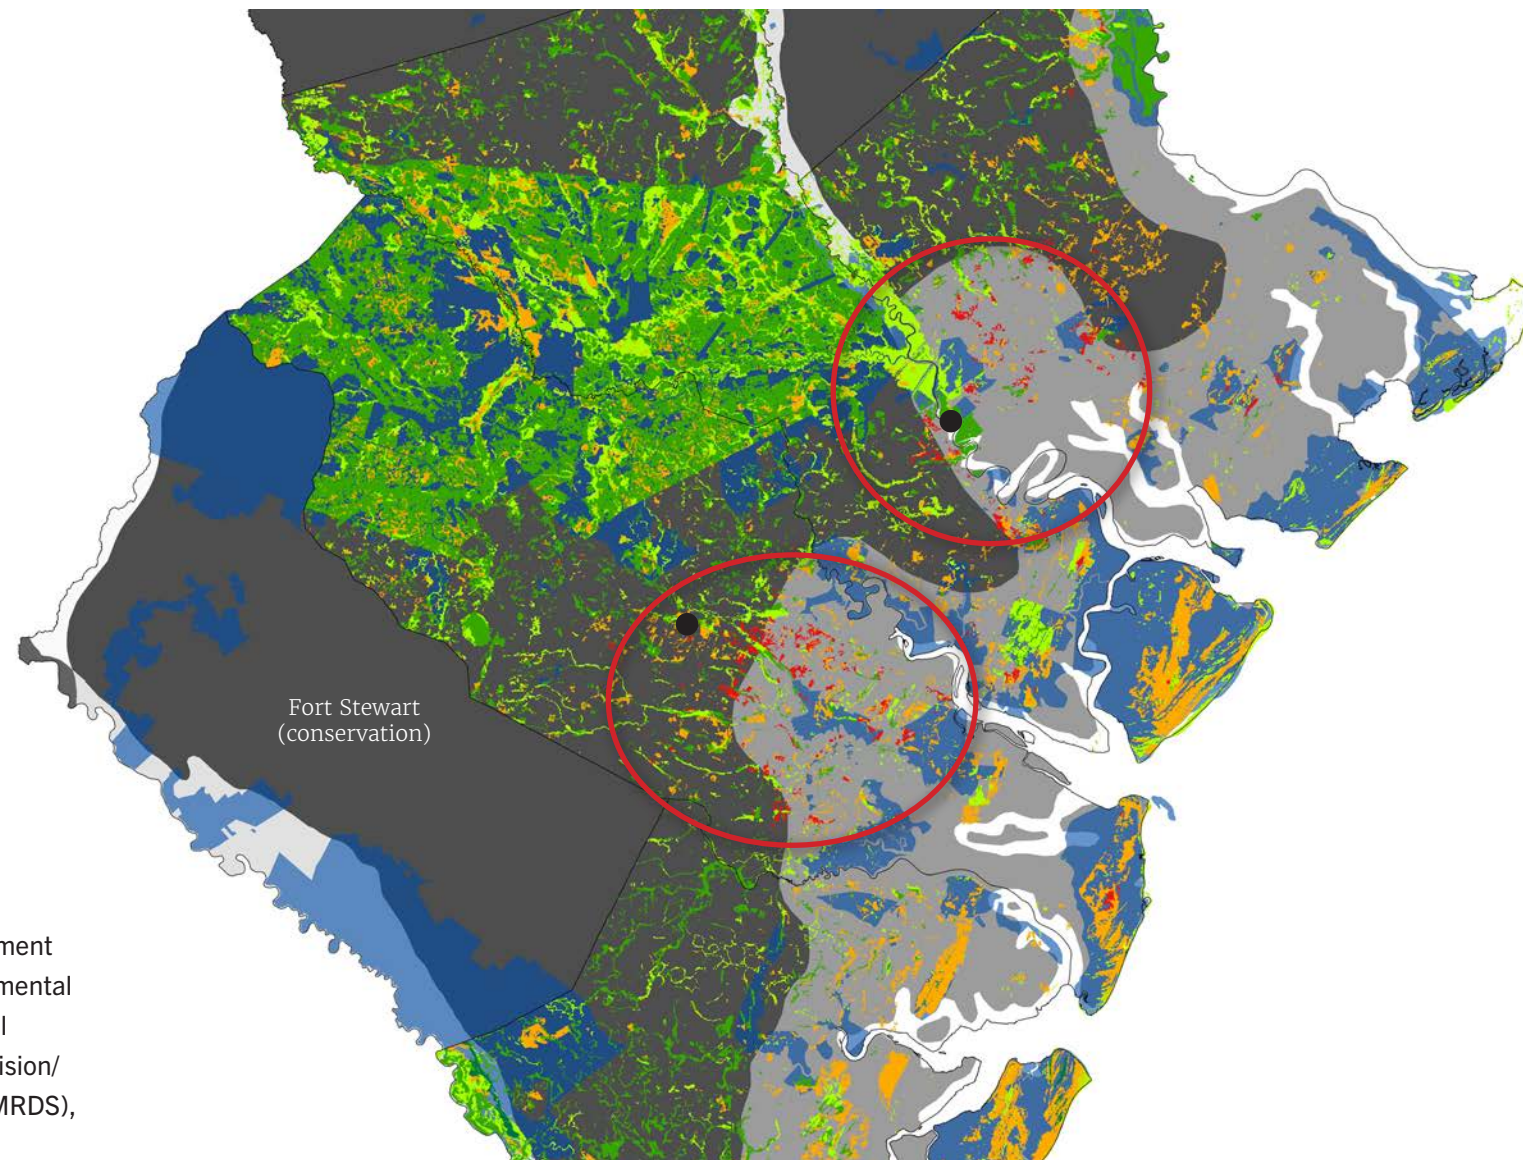 Fort Stewart
(conservation)
ment
mental
l
ision/
MRDS),